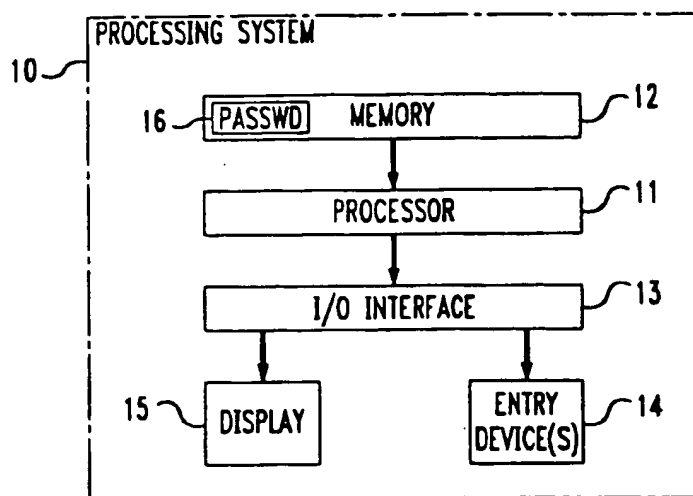 PROCESSING SYSTEM
10
16 PASSWD MEMORY 12
PROCESSOR 11
I/O INTERFACE 13
15 DISPLAY
ENTRY DEVICE(S) 14